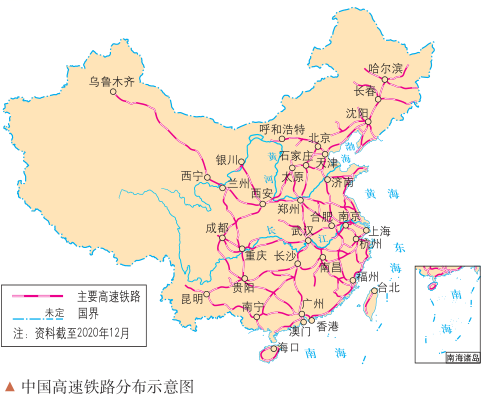 哈尔滨
乌鲁木齐
长春
沈阳
呼和浩特
北京
渤
海
银川
黄
河
石家庄
天津
太原
西宁
兰州
济南
西安
郑州
黄 海
合肥
南京
成都
武汉
长
江
上海
杭州
东
海
重庆
长沙
南昌
贵阳
福州
昆明
台北
南宁
广州
澳门
香港
海口
南 海
南
海
南海诸岛
主要高速铁路
未定
国界
注：资料截至2020年12月
▲ 中国高速铁路分布示意图